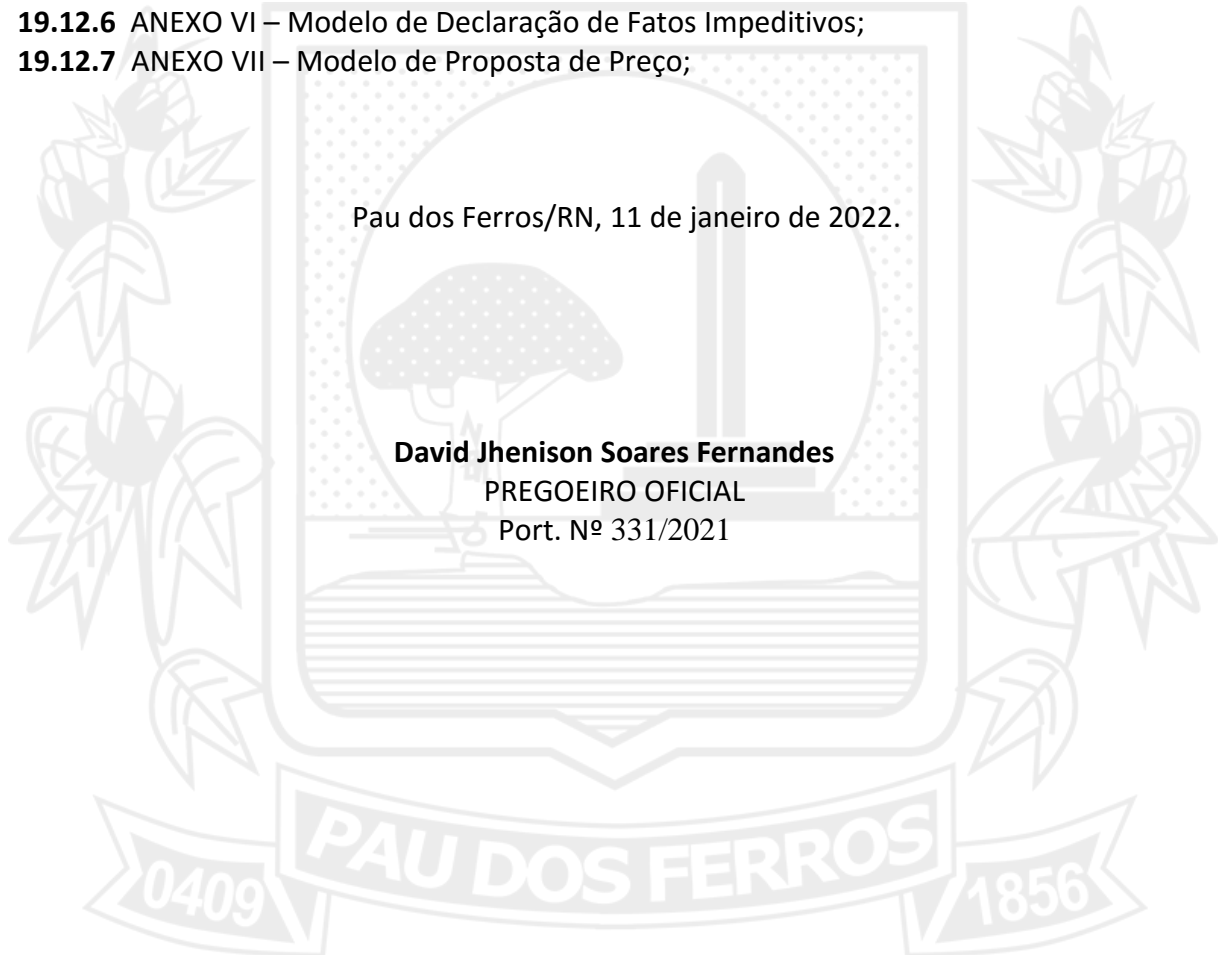 19.12.6 ANEXO VI – Modelo de Declaração de Fatos Impeditivos;
19.12.7 ANEXO VII – Modelo de Proposta de Preço;
Pau dos Ferros/RN, 11 de janeiro de 2022.
David Jhenison Soares Fernandes
PREGOEIRO OFICIAL
Port. Nº 331/2021
PAU DOS FERROS
0409
1856